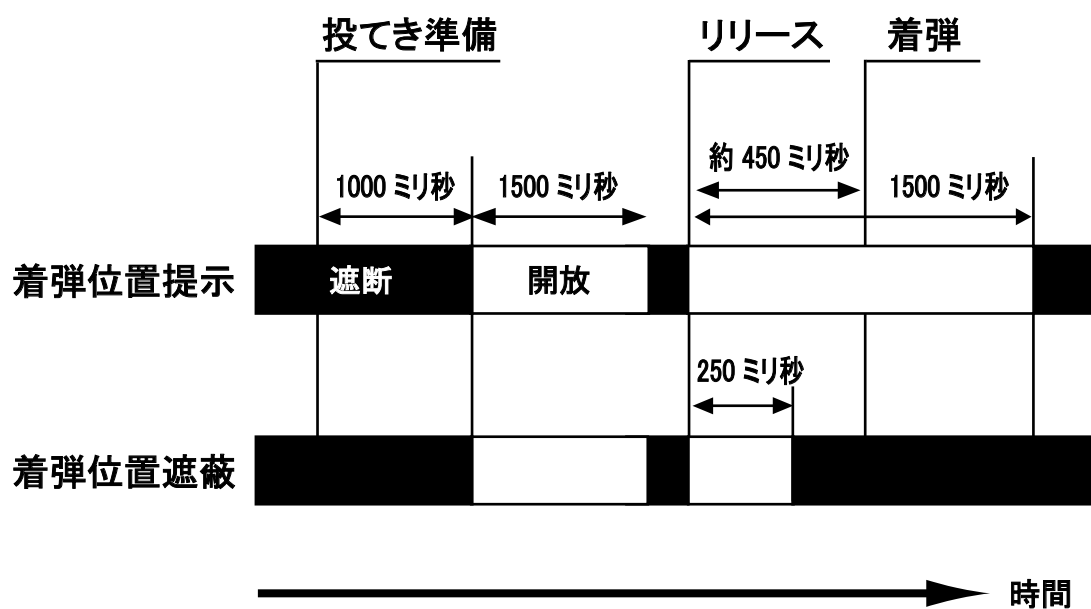 投てき準備
リリース
着弾
約 450 ミリ秒
1000 ミリ秒
1500 ミリ秒
1500 ミリ秒
着弾位置提示
遮断
開放
250 ミリ秒
着弾位置遮蔽
時間